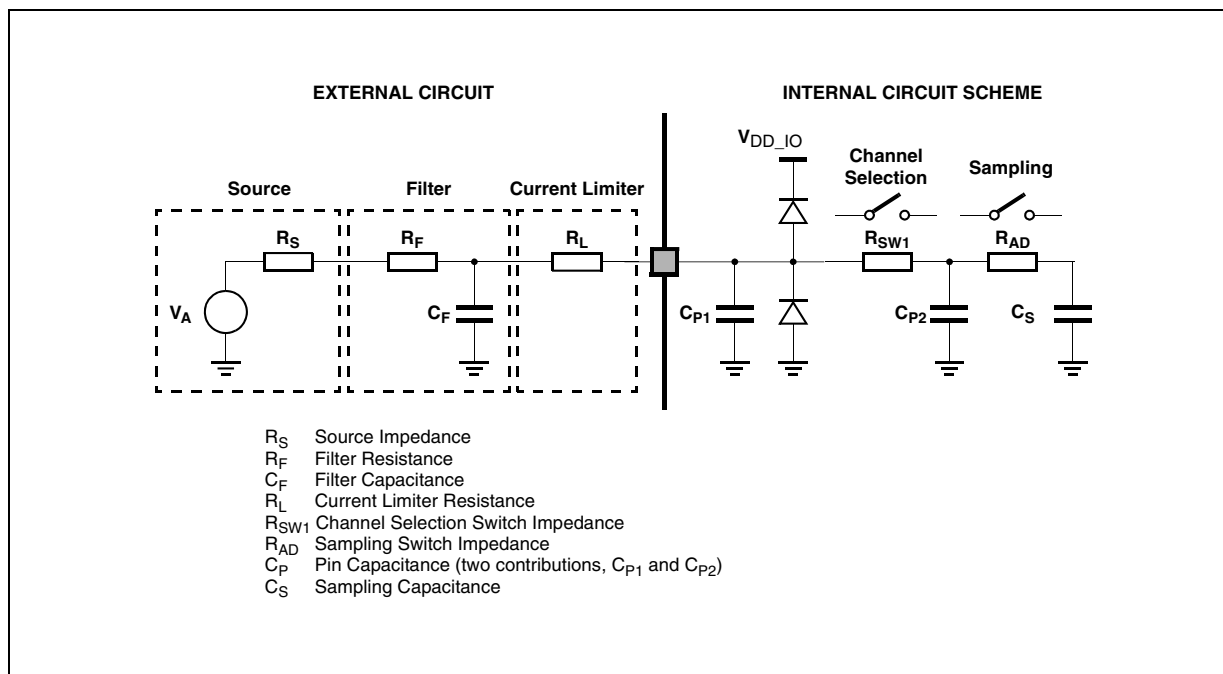 EXTERNAL CIRCUIT
INTERNAL CIRCUIT SCHEME
VDD_IO
Channel
Selection
Sampling
Source
Filter
Current Limiter
RS
RF
RL
RSW1
RAD
VA
CF
CP1
CP2
CS
RS Source Impedance
RF Filter Resistance
CF Filter Capacitance
RL Current Limiter Resistance
RSW1 Channel Selection Switch Impedance
RAD Sampling Switch Impedance
CP Pin Capacitance (two contributions, CP1 and CP2)
CS Sampling Capacitance